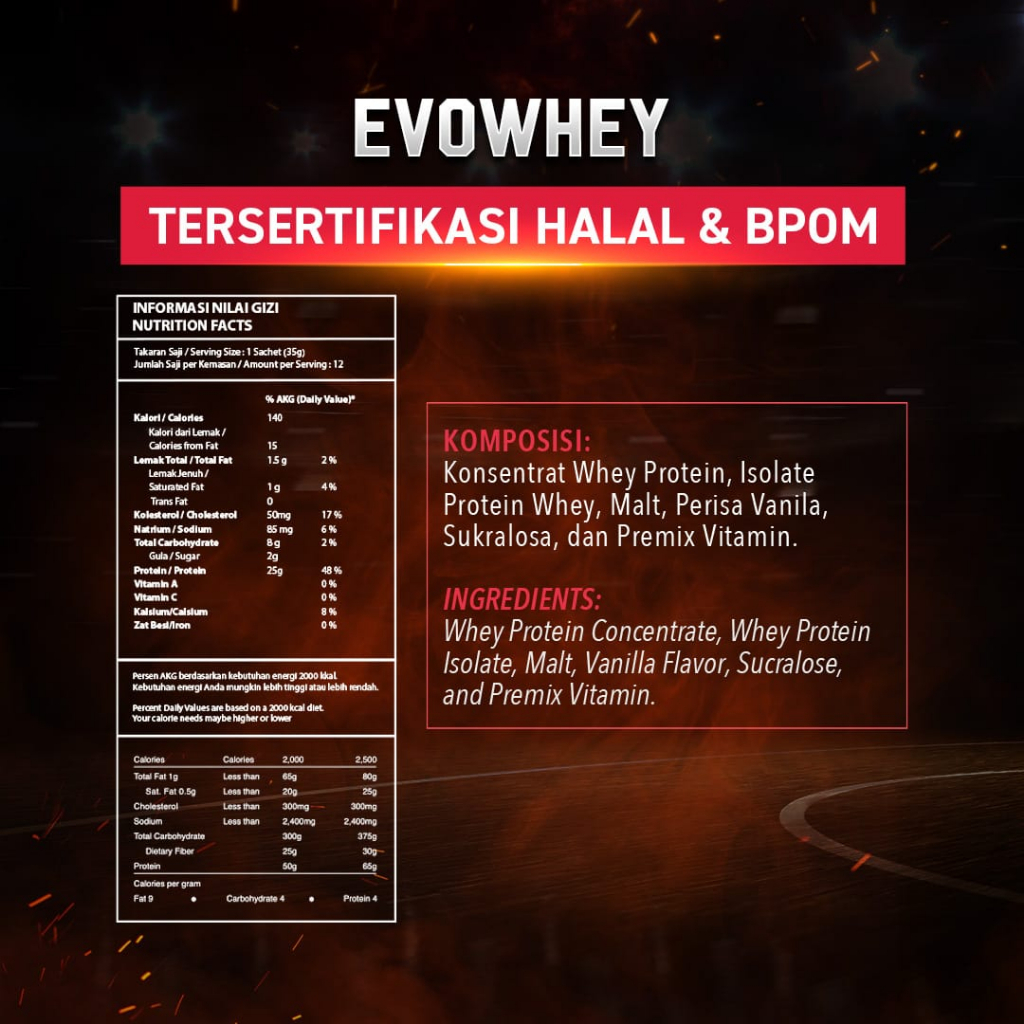 EVOWHEY
TERSERTIFIKASI HALAL & BPOM
INFORMASI NILAI GIZI
NUTRITION FACTS
Takaran Saji / Serving Size : 1 Sachet (35g)
Jumlah Saji per Kemasan / Amount per Serving : 12
% AKG (Daily Value)*
Kalori / Calories 140
Kalori dari Lemak /
Calories from Fat 15
Lemak Total / Total Fat 1.5 g 2 %
Lemak Jenuh /
Saturated Fat 1 g 4 %
Trans Fat 0
Kolesterol / Cholesterol 50mg 17 %
Natrium / Sodium 85 mg 6 %
Total Carbohydrate 8 g 2 %
Gula / Sugar 2g
Protein / Protein 25g 48 %
Vitamin A 0 %
Vitamin C 0 %
Kalsium/Calsium 8 %
Zat Besi/Iron 0 %
Persen AKG berdasarkan kebutuhan energi 2000 kkal.
Kebutuhan energi Anda mungkin lebih tinggi atau lebih rendah.
Percent Daily Values are based on a 2000 kcal diet.
Your calorie needs maybe higher or lower
Calories Calories 2,000 2,500
Total Fat 1g Less than 65g 80g
Sat. Fat 0.5g Less than 20g 25g
Cholesterol Less than 300mg 300mg
Sodium Less than 2,400mg 2,400mg
Total Carbohydrate 300g 375g
Dietary Fiber 25g 30g
Protein 50g 65g
Calories per gram
Fat 9 • Carbohydrate 4 • Protein 4
KOMPOSISI:
Konsentrat Whey Protein, Isolate
Protein Whey, Malt, Perisa Vanila,
Sukralosa, dan Premix Vitamin.
INGREDIENTS:
Whey Protein Concentrate, Whey Protein
Isolate, Malt, Vanilla Flavor, Sucralose,
and Premix Vitamin.